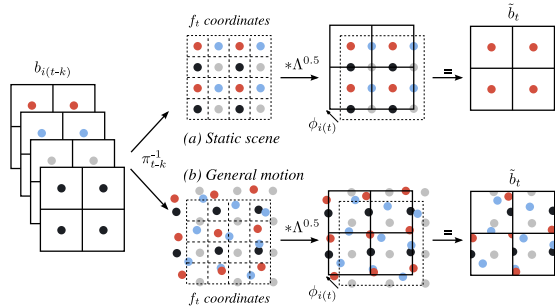 f_t coordinates
b̃_t
b_{i(t-k)}
*Λ^{0.5}
=
ϕ_{i(t)}
(a) Static scene
π^{-1}_{t-k}
(b) General motion
b̃_t
*Λ^{0.5}
=
ϕ_{i(t)}
f_t coordinates